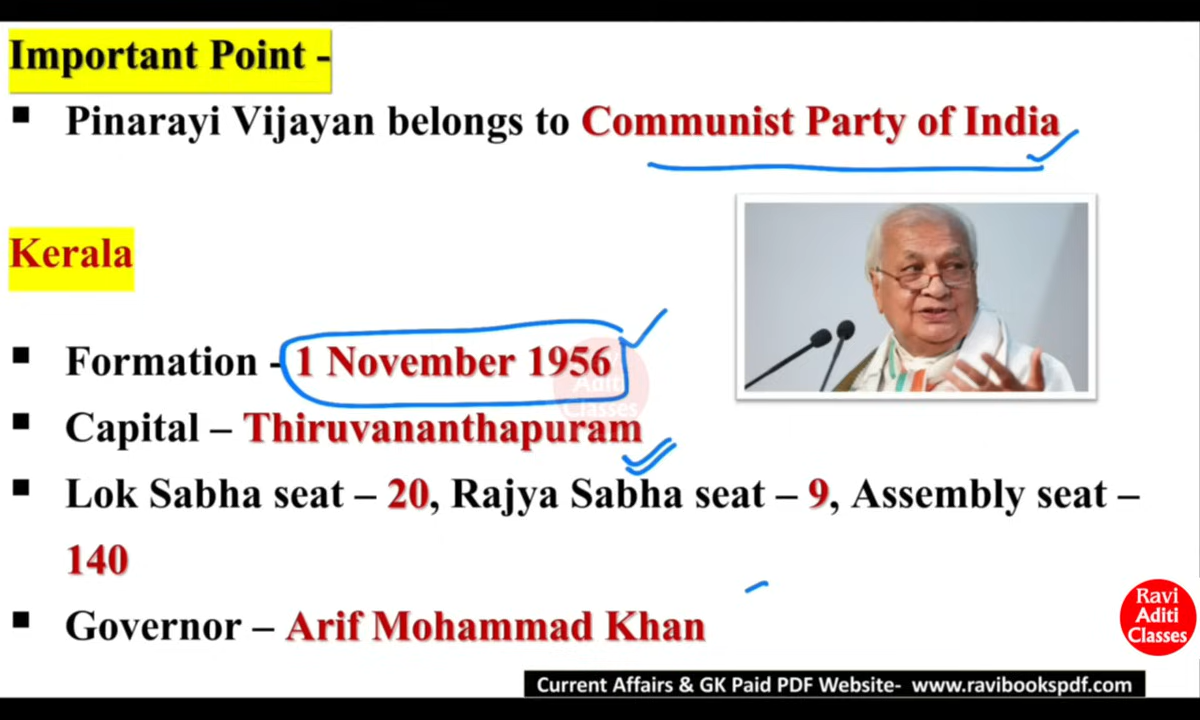 Important Point -
▪ Pinarayi Vijayan belongs to Communist Party of India
Kerala
▪ Formation - 1 November 1956
▪ Capital – Thiruvananthapuram
▪ Lok Sabha seat – 20, Rajya Sabha seat – 9, Assembly seat –
140
▪ Governor – Arif Mohammad Khan
Aditi
Classes
Ravi
Aditi
Classes
Current Affairs & GK Paid PDF Website- www.ravibookspdf.com